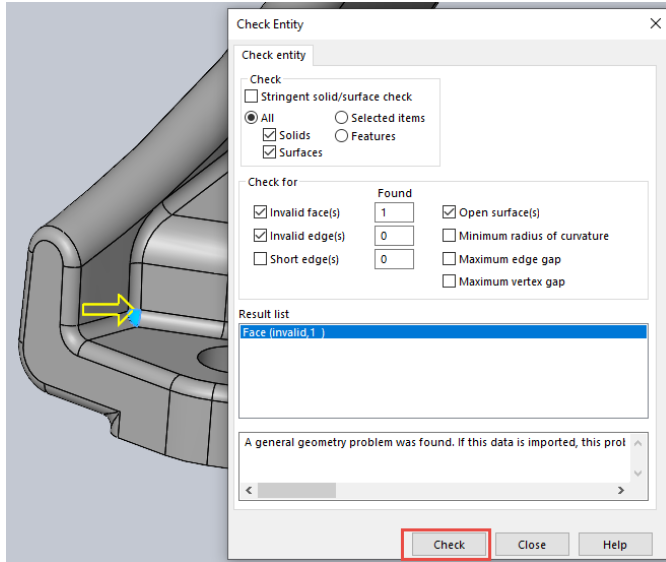 Check Entity
Check entity
Check
Stringent solid/surface check
All
Selected items
Solids
Features
Surfaces
Check for
Found
Invalid face(s)
1
Open surface(s)
Invalid edge(s)
0
Minimum radius of curvature
Short edge(s)
0
Maximum edge gap
Maximum vertex gap
Result list
Face (invalid,1 )
A general geometry problem was found. If this data is imported, this
Check
Close
Help